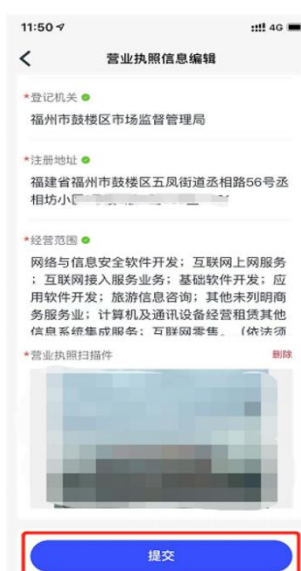 11:50
4G
营业执照信息编辑
*登记机关
福州市鼓楼区市场监督管理局
*注册地址
福建省福州市鼓楼区五凤街道丞相路56号丞
相坊小区
*经营范围
网络与信息安全软件开发；互联网上网服务
；互联网接入服务业务；基础软件开发；应
用软件开发；旅游信息咨询；其他未列明商
务服务业；计算机及通讯设备经营租赁其他
信息系统集成服务；互联网零售。（依法须
*营业执照扫描件
删除
提交